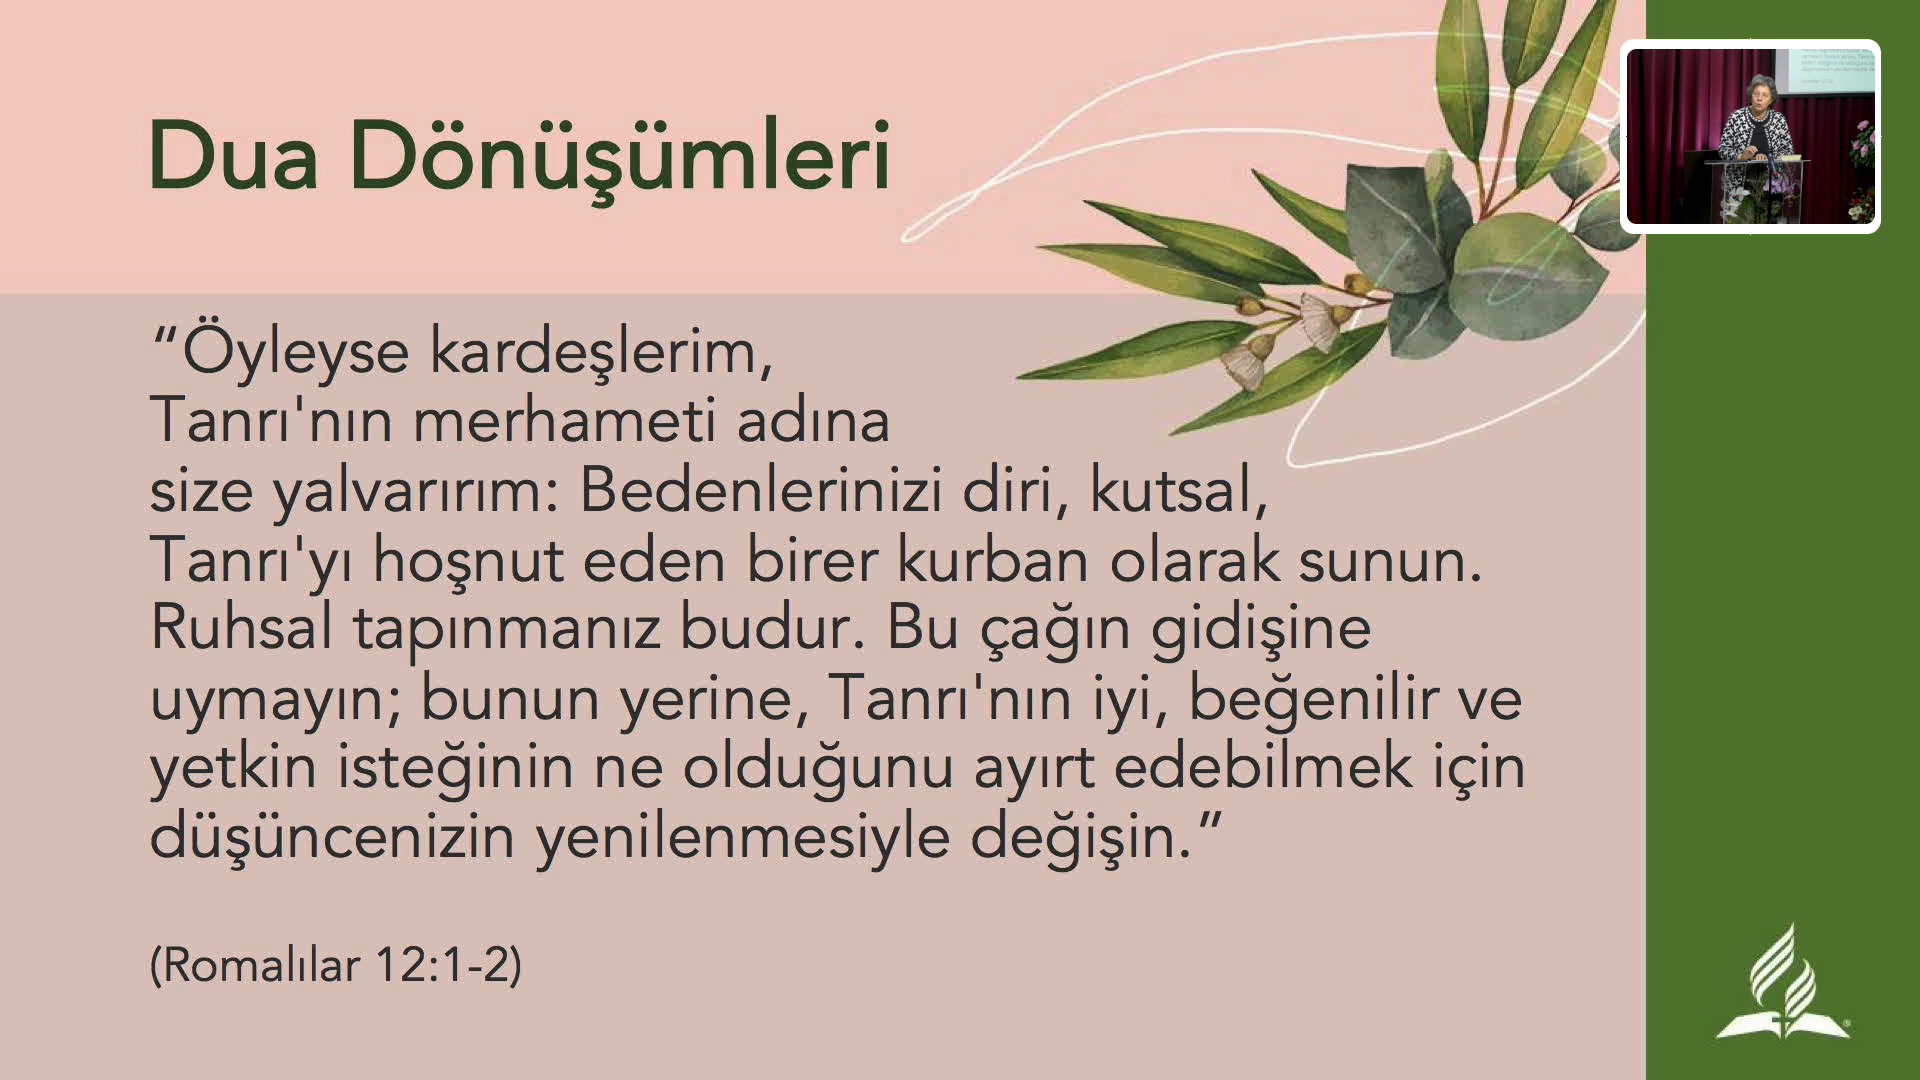 Dua Dönüşümleri
“Öyleyse kardeşlerim,
Tanrı'nın merhameti adına
size yalvarırım: Bedenlerinizi diri, kutsal,
Tanrı'yı hoşnut eden birer kurban olarak sunun.
Ruhsal tapınmanız budur. Bu çağın gidişine
uymayın; bunun yerine, Tanrı'nın iyi, beğenilir ve
yetkin isteğinin ne olduğunu ayırt edebilmek için
düşüncenizin yenilenmesiyle değişin.”
(Romalılar 12:1-2)